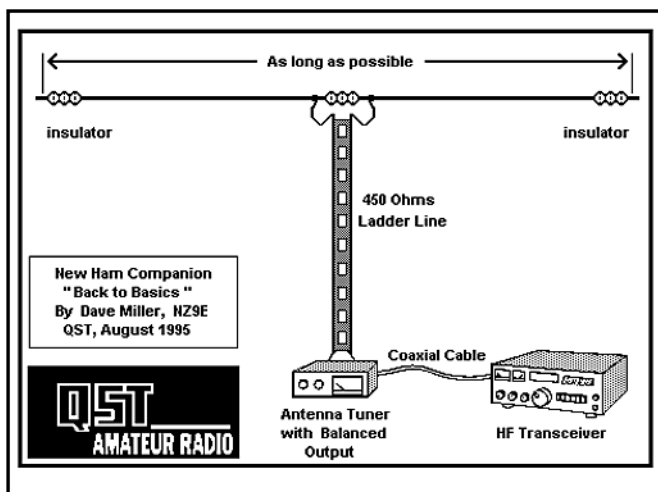 As long as possible
insulator
insulator
450 Ohms
Ladder Line
New Ham Companion
"Back to Basics "
By Dave Miller, NZ9E
QST, August 1995
Coaxial Cable
QST
AMATEUR RADIO
Antenna Tuner
with Balanced
Output
HF Transceiver